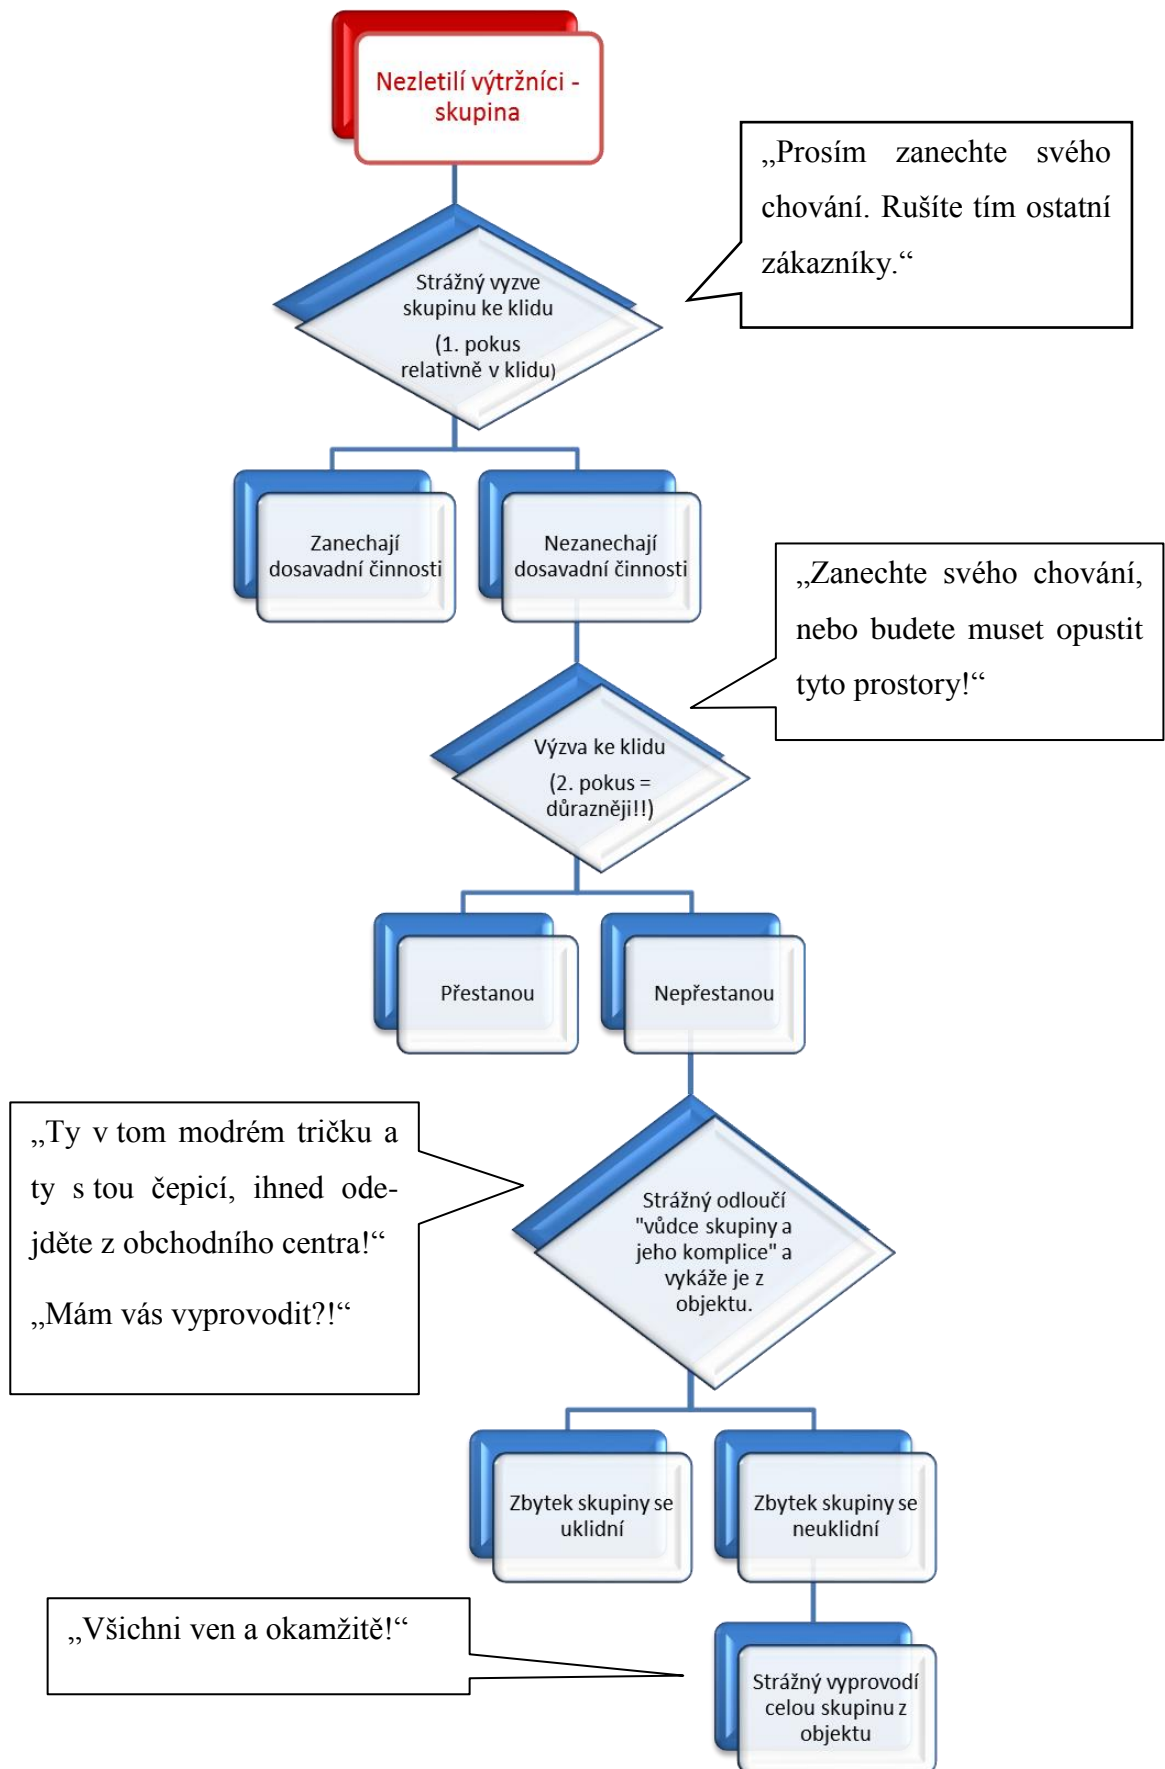 Nezletilí výtržníci -
skupina
„Prosím zanechte svého
chování. Rušíte tím ostatní
zákazníky.“
Strážný vyzve
skupinu ke klidu
(1. pokus
relativně v klidu)
Zanechají
dosavadní činnosti
Nezanechají
dosavadní činnosti
„Zanechte svého chování,
nebo budete muset opustit
tyto prostory!“
Výzva ke klidu
(2. pokus =
důrazněji!!)
Přestanou
Nepřestanou
„Ty v tom modrém tričku a
ty s tou čepicí, ihned ode-
jděte z obchodního centra!“
„Mám vás vyprovodit?!“
Strážný odloučí
"vůdce skupiny a
jeho komplice" a
vykáže je z
objektu.
Zbytek skupiny se
uklidní
Zbytek skupiny se
neuklidní
„Všichni ven a okamžitě!“
Strážný vyprovodí
celou skupinu z
objektu